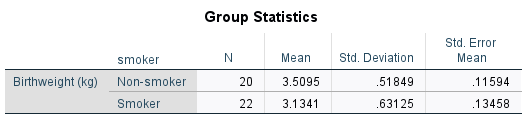 Group Statistics
smoker N Mean Std. Deviation Std. Error Mean
Birthweight (kg) Non-smoker 20 3.5095 .51849 .11594
Smoker 22 3.1341 .63125 .13458